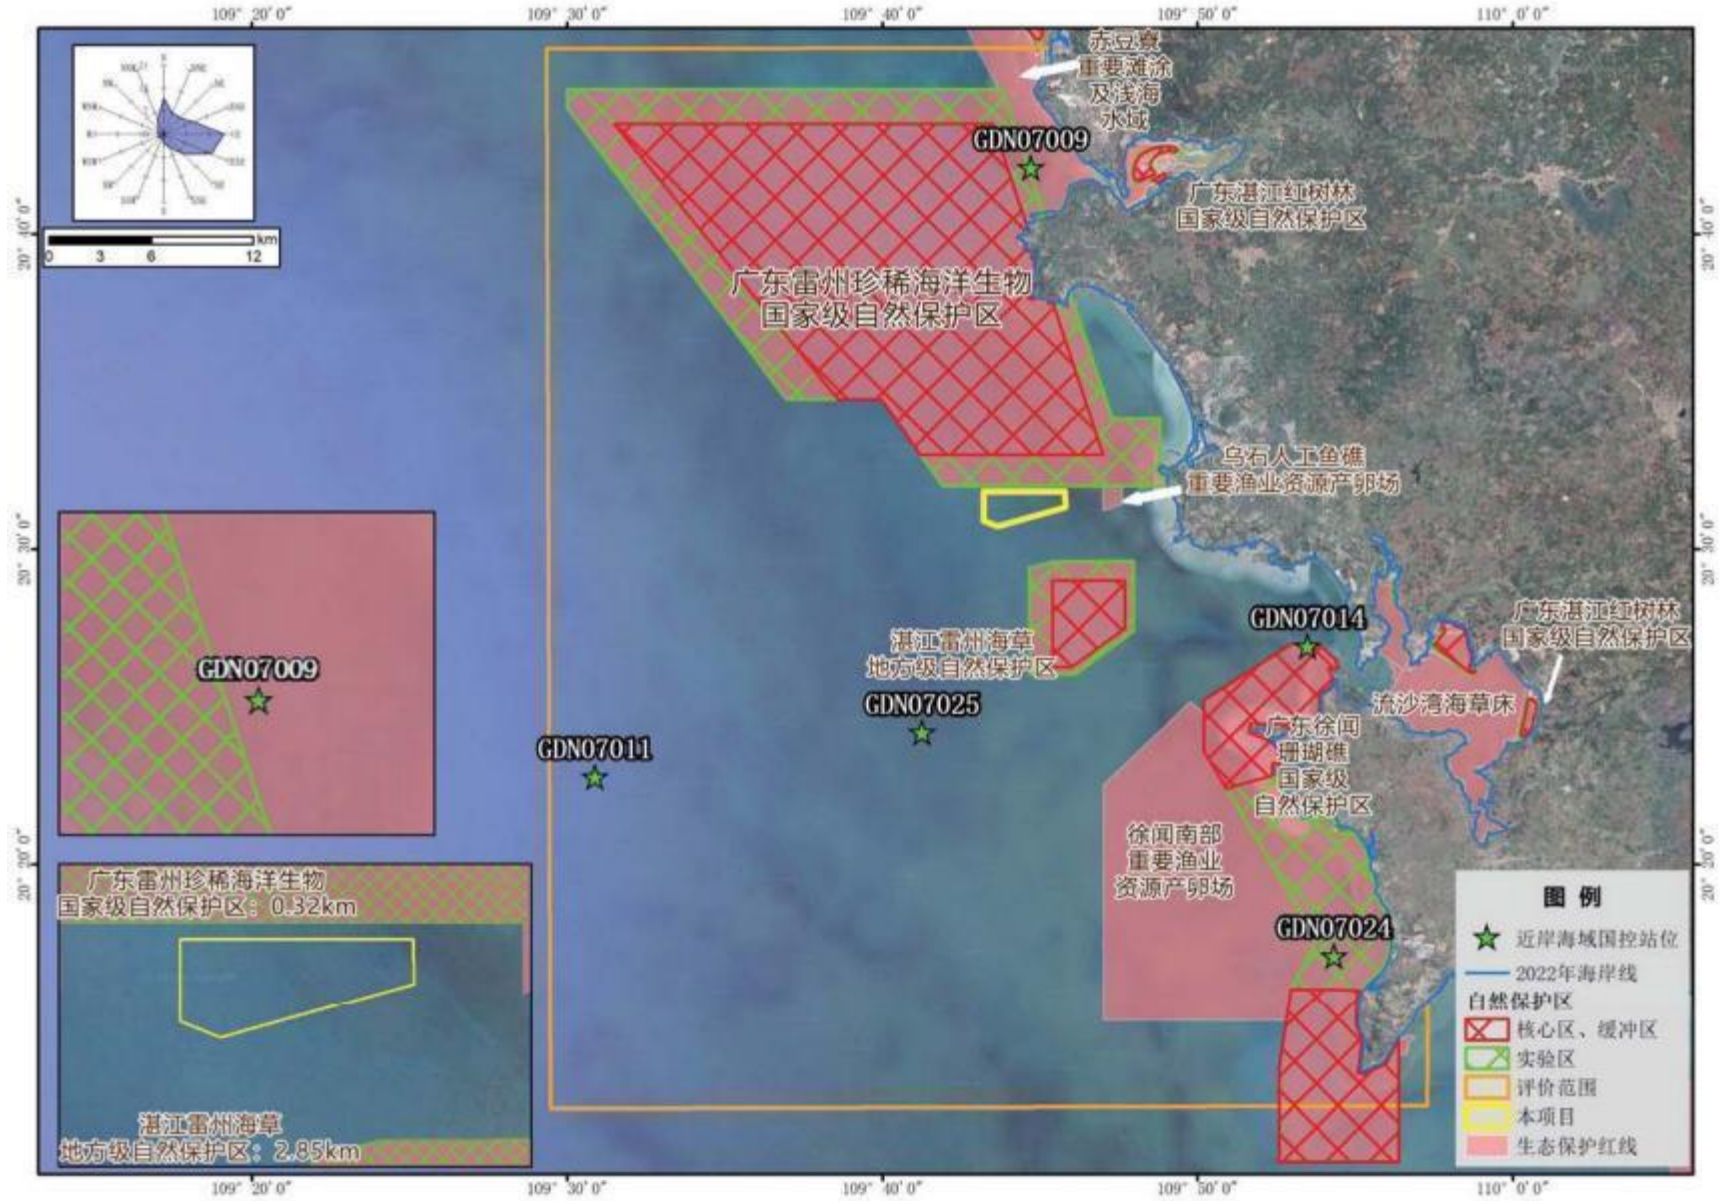 109° 20′ 0″
109° 30′ 0″
109° 40′ 0″
109° 50′ 0″
110° 0′ 0″
赤豆寮
重要滩涂
及浅海
水域
GDN07009
广东湛江红树林
国家级自然保护区
km
0 3 6 12
20° 40′ 0″
20° 40′ 0″
广东雷州珍稀海洋生物
国家级自然保护区
乌石人工鱼礁
重要渔业资源产卵场
20° 30′ 0″
20° 30′ 0″
GDN07014
广东湛江红树林
国家级自然保护区
湛江雷州海草
地方级自然保护区
GDN07009
GDN07025
流沙湾海草床
GDN07011
广东徐闻
珊瑚礁
国家级
自然保护区
徐闻南部
重要渔业
资源产卵场
20° 20′ 0″
20° 20′ 0″
广东雷州珍稀海洋生物
国家级自然保护区：0.32km
GDN07024
湛江雷州海草
地方级自然保护区：2.85km
图 例
近岸海域国控站位
2022年海岸线
自然保护区
核心区、缓冲区
实验区
评价范围
本项目
生态保护红线
109° 20′ 0″
109° 30′ 0″
109° 40′ 0″
109° 50′ 0″
110° 0′ 0″